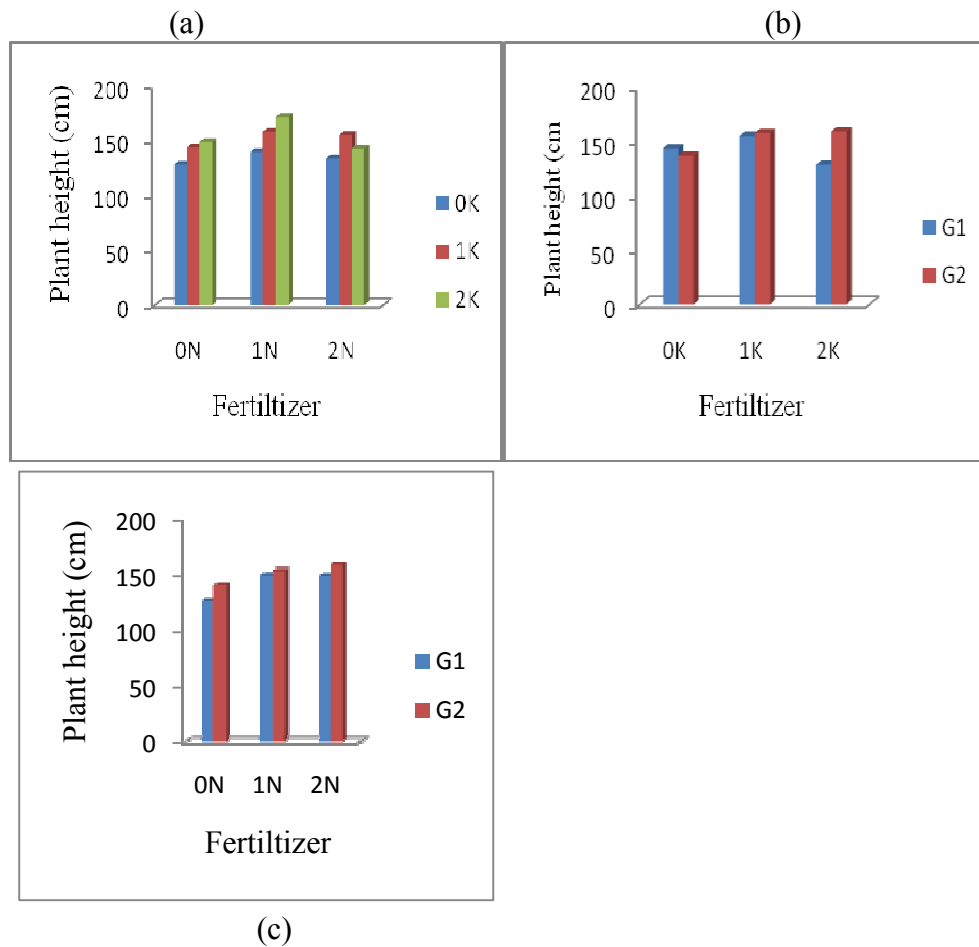 (a)
(b)
Plant height (cm)
200
150
100
50
0
0N 1N 2N
Fertiltizer
0K
1K
2K
Plant height (cm
200
150
100
50
0
0K 1K 2K
Fertiltizer
G1
G2
Plant height (cm)
200
150
100
50
0
0N 1N 2N
Fertiltizer
G1
G2
(c)